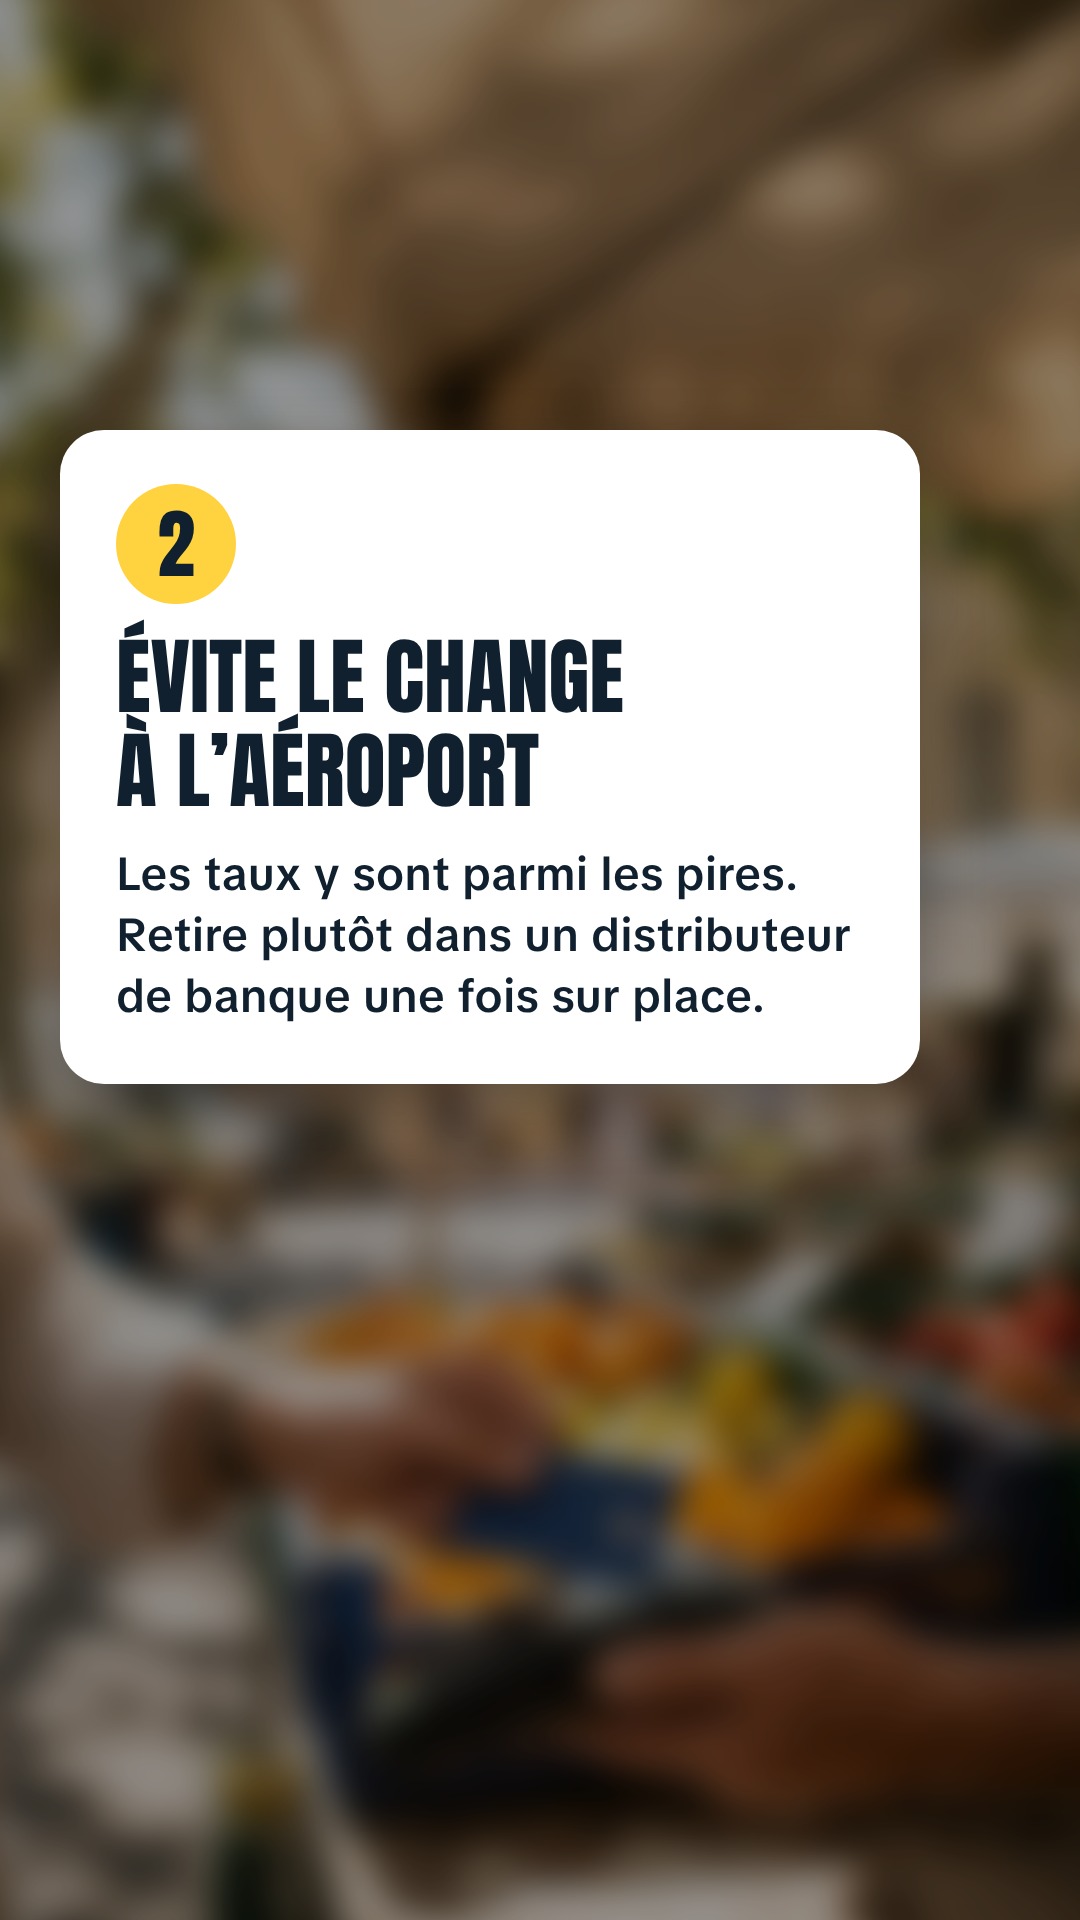 2
ÉVITE LE CHANGE
À L’AÉROPORT
Les taux y sont parmi les pires.
Retire plutôt dans un distributeur
de banque une fois sur place.